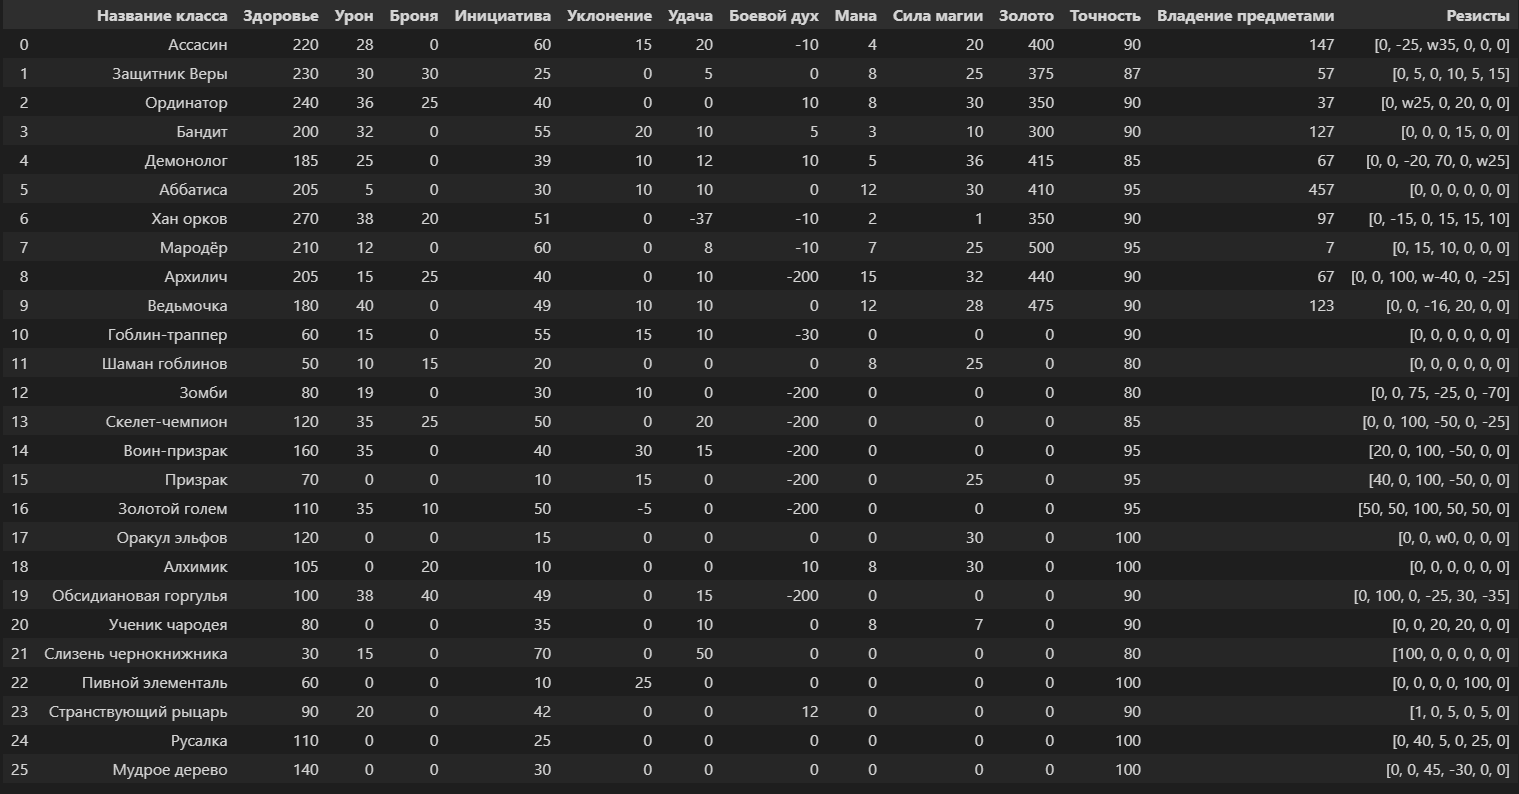 Название класса Здоровье Урон Броня Инициатива Уклонение Удача Боевой дух Мана Сила магии Золото Точность Владение предметами Резисты
0 Ассасин 220 28 0 60 15 20 -10 4 20 400 90 147 [0, -25, w35, 0, 0, 0]
1 Защитник Веры 230 30 30 25 0 5 0 8 25 375 87 57 [0, 5, 0, 10, 5, 15]
2 Ординатор 240 36 25 40 0 0 10 8 30 350 90 37 [0, w25, 0, 20, 0, 0]
3 Бандит 200 32 0 55 20 10 5 3 10 300 90 127 [0, 0, 0, 15, 0, 0]
4 Демонолог 185 25 0 39 10 12 10 5 36 415 85 67 [0, 0, -20, 70, 0, w25]
5 Аббатиса 205 5 0 30 10 10 0 12 30 410 95 457 [0, 0, 0, 0, 0, 0]
6 Хан орков 270 38 20 51 0 -37 -10 2 1 350 90 97 [0, -15, 0, 15, 15, 10]
7 Мародёр 210 12 0 60 0 8 -10 7 25 500 95 7 [0, 15, 10, 0, 0, 0]
8 Архилич 205 15 25 40 0 10 -200 15 32 440 90 67 [0, 0, 100, w-40, 0, -25]
9 Ведьмочка 180 40 0 49 10 10 0 12 28 475 90 123 [0, 0, -16, 20, 0, 0]
10 Гоблин-траппер 60 15 0 55 15 10 -30 0 0 0 90 [0, 0, 0, 0, 0, 0]
11 Шаман гоблинов 50 10 15 20 0 0 0 8 25 0 80 [0, 0, 0, 0, 0, 0]
12 Зомби 80 19 0 30 10 0 -200 0 0 0 80 [0, 0, 75, -25, 0, -70]
13 Скелет-чемпион 120 35 25 50 0 20 -200 0 0 0 85 [0, 0, 100, -50, 0, -25]
14 Воин-призрак 160 35 0 40 30 15 -200 0 0 0 95 [20, 0, 100, -50, 0, 0]
15 Призрак 70 0 0 10 15 0 -200 0 25 0 95 [40, 0, 100, -50, 0, 0]
16 Золотой голем 110 35 10 50 -5 0 -200 0 0 0 95 [50, 50, 100, 50, 50, 0]
17 Оракул эльфов 120 0 0 15 0 0 0 0 30 0 100 [0, 0, w0, 0, 0, 0]
18 Алхимик 105 0 20 10 0 0 10 8 30 0 100 [0, 0, 0, 0, 0, 0]
19 Обсидиановая горгулья 100 38 40 49 0 15 -200 0 0 0 90 [0, 100, 0, -25, 30, -35]
20 Ученик чародея 80 0 0 35 0 10 0 8 7 0 90 [0, 0, 20, 20, 0, 0]
21 Слизень чернокнижника 30 15 0 70 0 50 0 0 0 0 80 [100, 0, 0, 0, 0, 0]
22 Пивной элементаль 60 0 0 10 25 0 0 0 0 0 100 [0, 0, 0, 0, 100, 0]
23 Странствующий рыцарь 90 20 0 42 0 0 12 0 0 0 90 [1, 0, 5, 0, 5, 0]
24 Русалка 110 0 0 25 0 0 0 0 0 0 100 [0, 40, 5, 0, 25, 0]
25 Мудрое дерево 140 0 0 30 0 0 0 0 0 0 100 [0, 0, 45, -30, 0, 0]